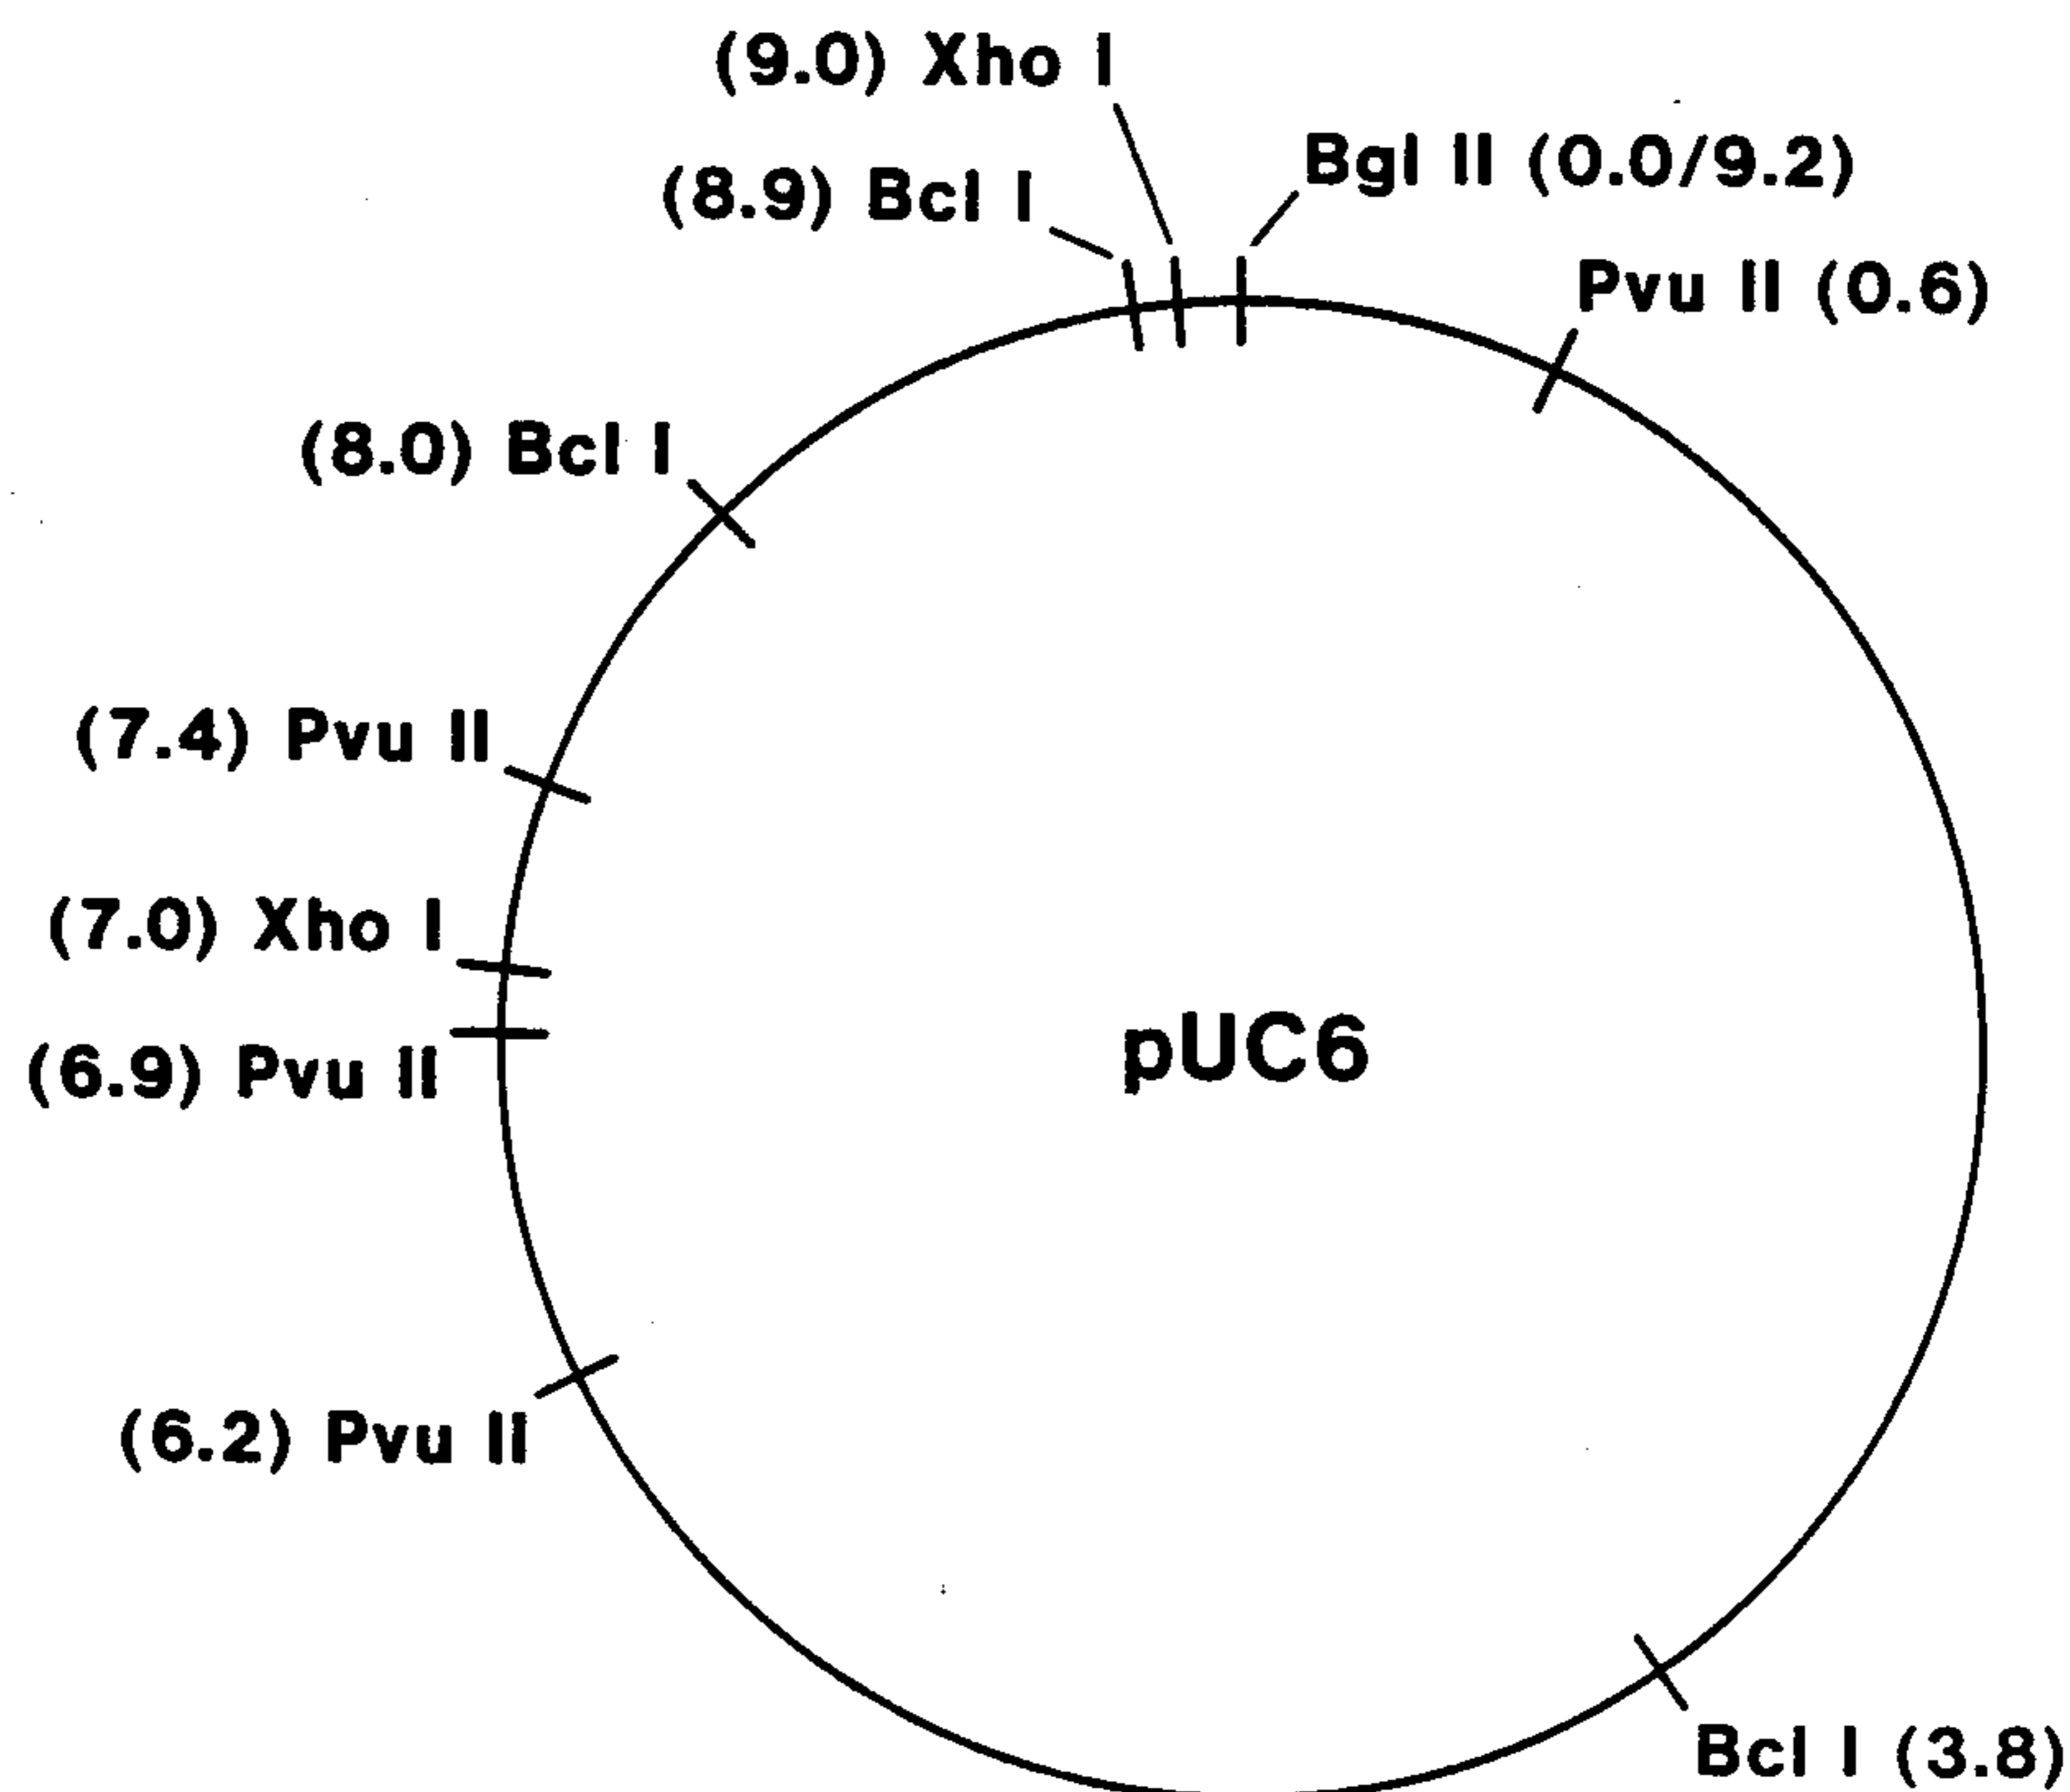 (9.0) Xho I
Bgl II (0.0/9.2)
(8.9) Bcl I
Pvu II (0.6)
(8.0) Bcl I
(7.4) Pvu II
(7.0) Xho I
pUC6
(6.9) Pvu II
(6.2) Pvu II
Bcl I (3.8)